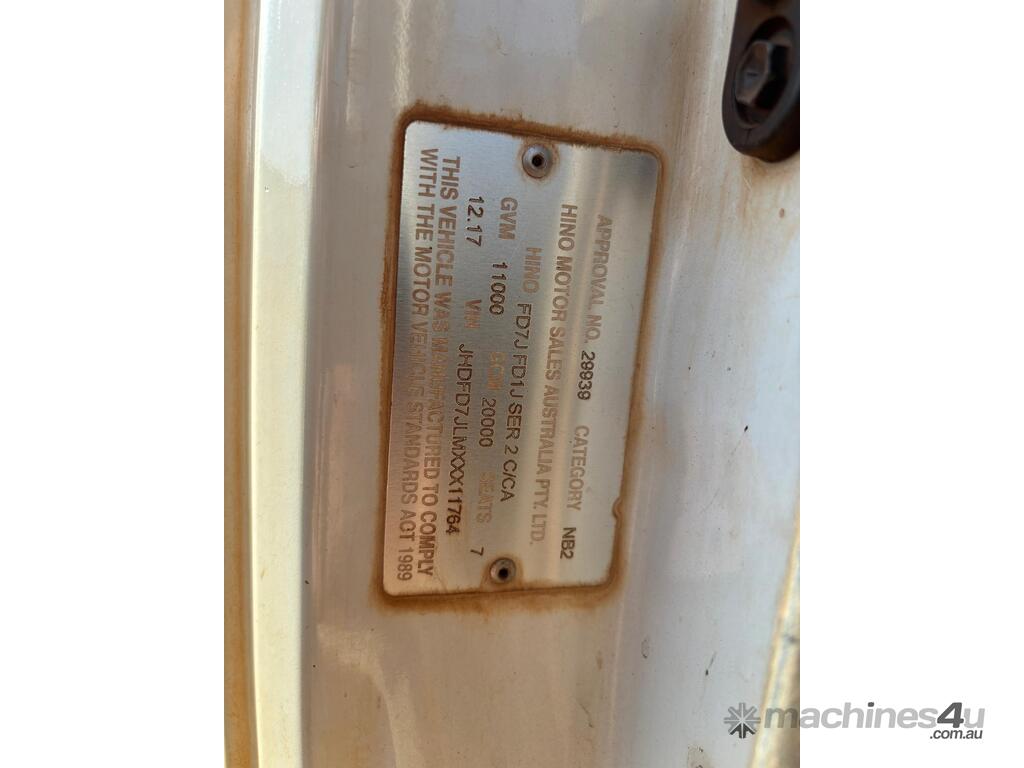 APPROVAL NO. 29939 CATEGORY NB2
HINO MOTOR SALES AUSTRALIA PTY. LTD.
HINO FD7J FD1J SER 2 C/CA
GVM 11000 GCM 20000 SEATS 7
12.17 VIN JHDFD7JLMXXX11764
THIS VEHICLE WAS MANUFACTURED TO COMPLY
WITH THE MOTOR VEHICLE STANDARDS ACT 1989
machines4u
.com.au